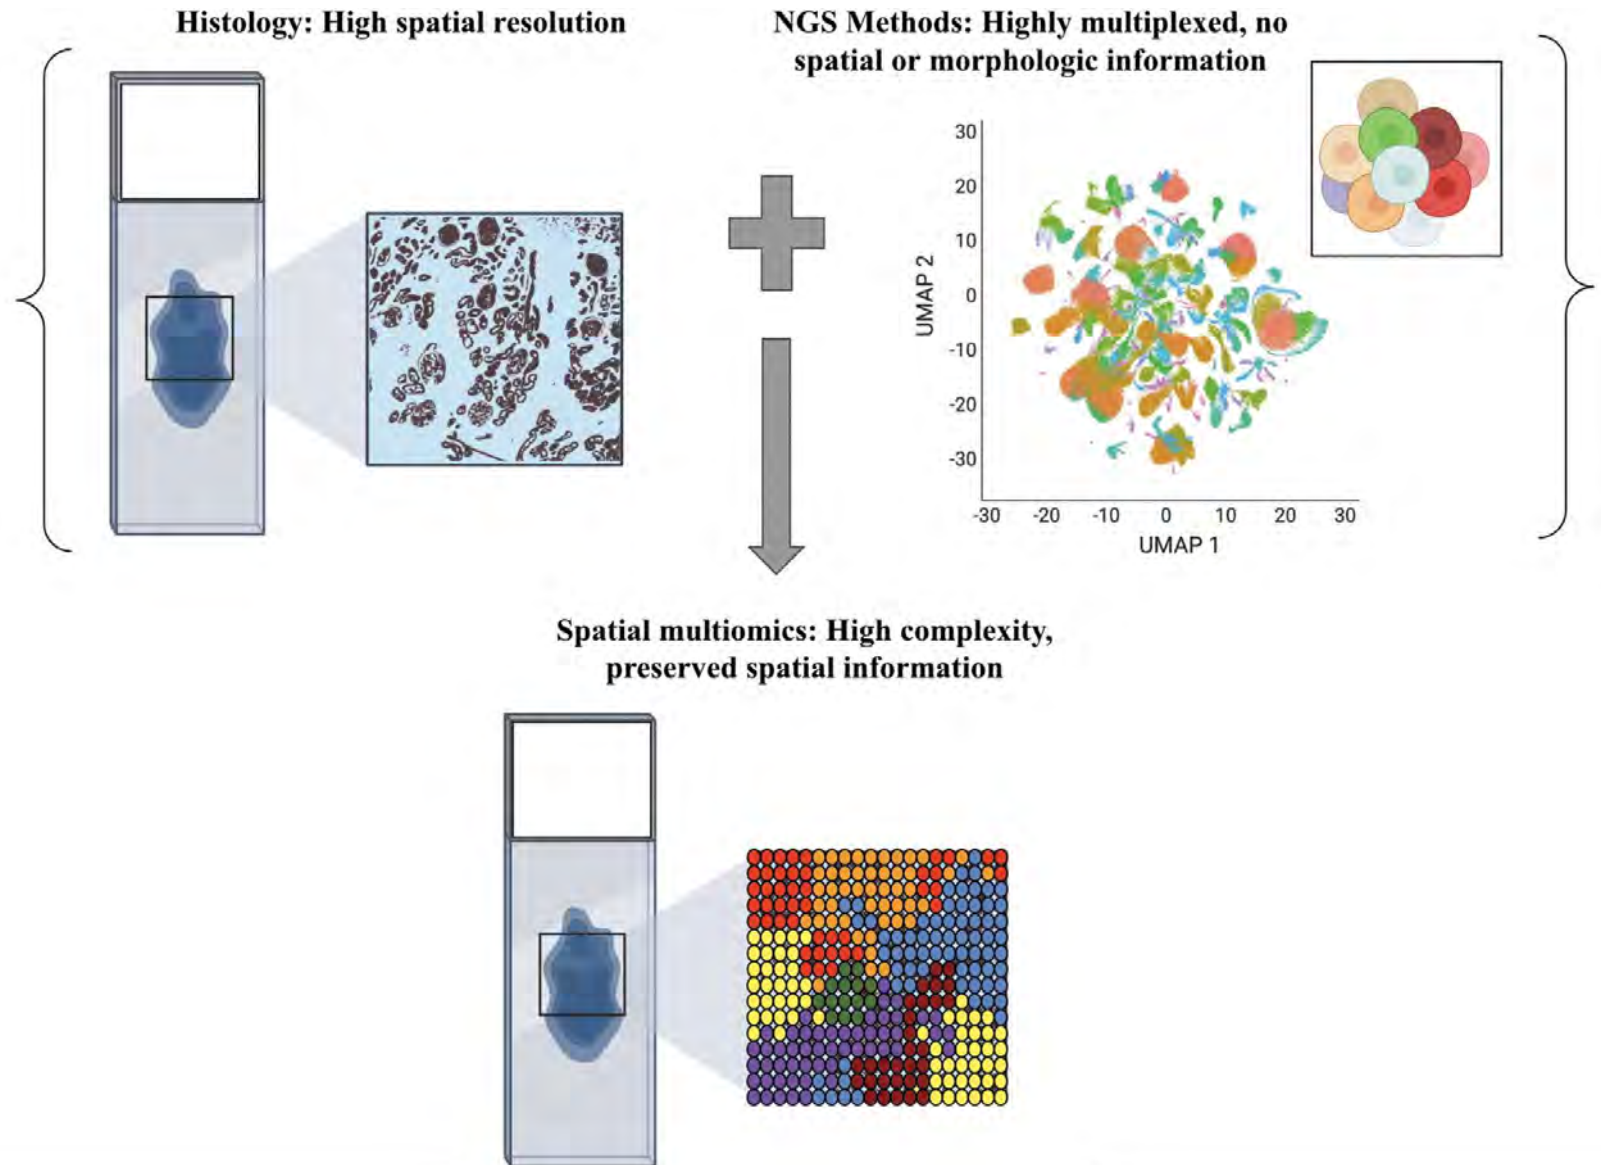 Histology: High spatial resolution
NGS Methods: Highly multiplexed, no
spatial or morphologic information
30
20
10
0
-10
-20
-30
UMAP 2
-30 -20 -10 0 10 20 30
UMAP 1
Spatial multiomics: High complexity,
preserved spatial information